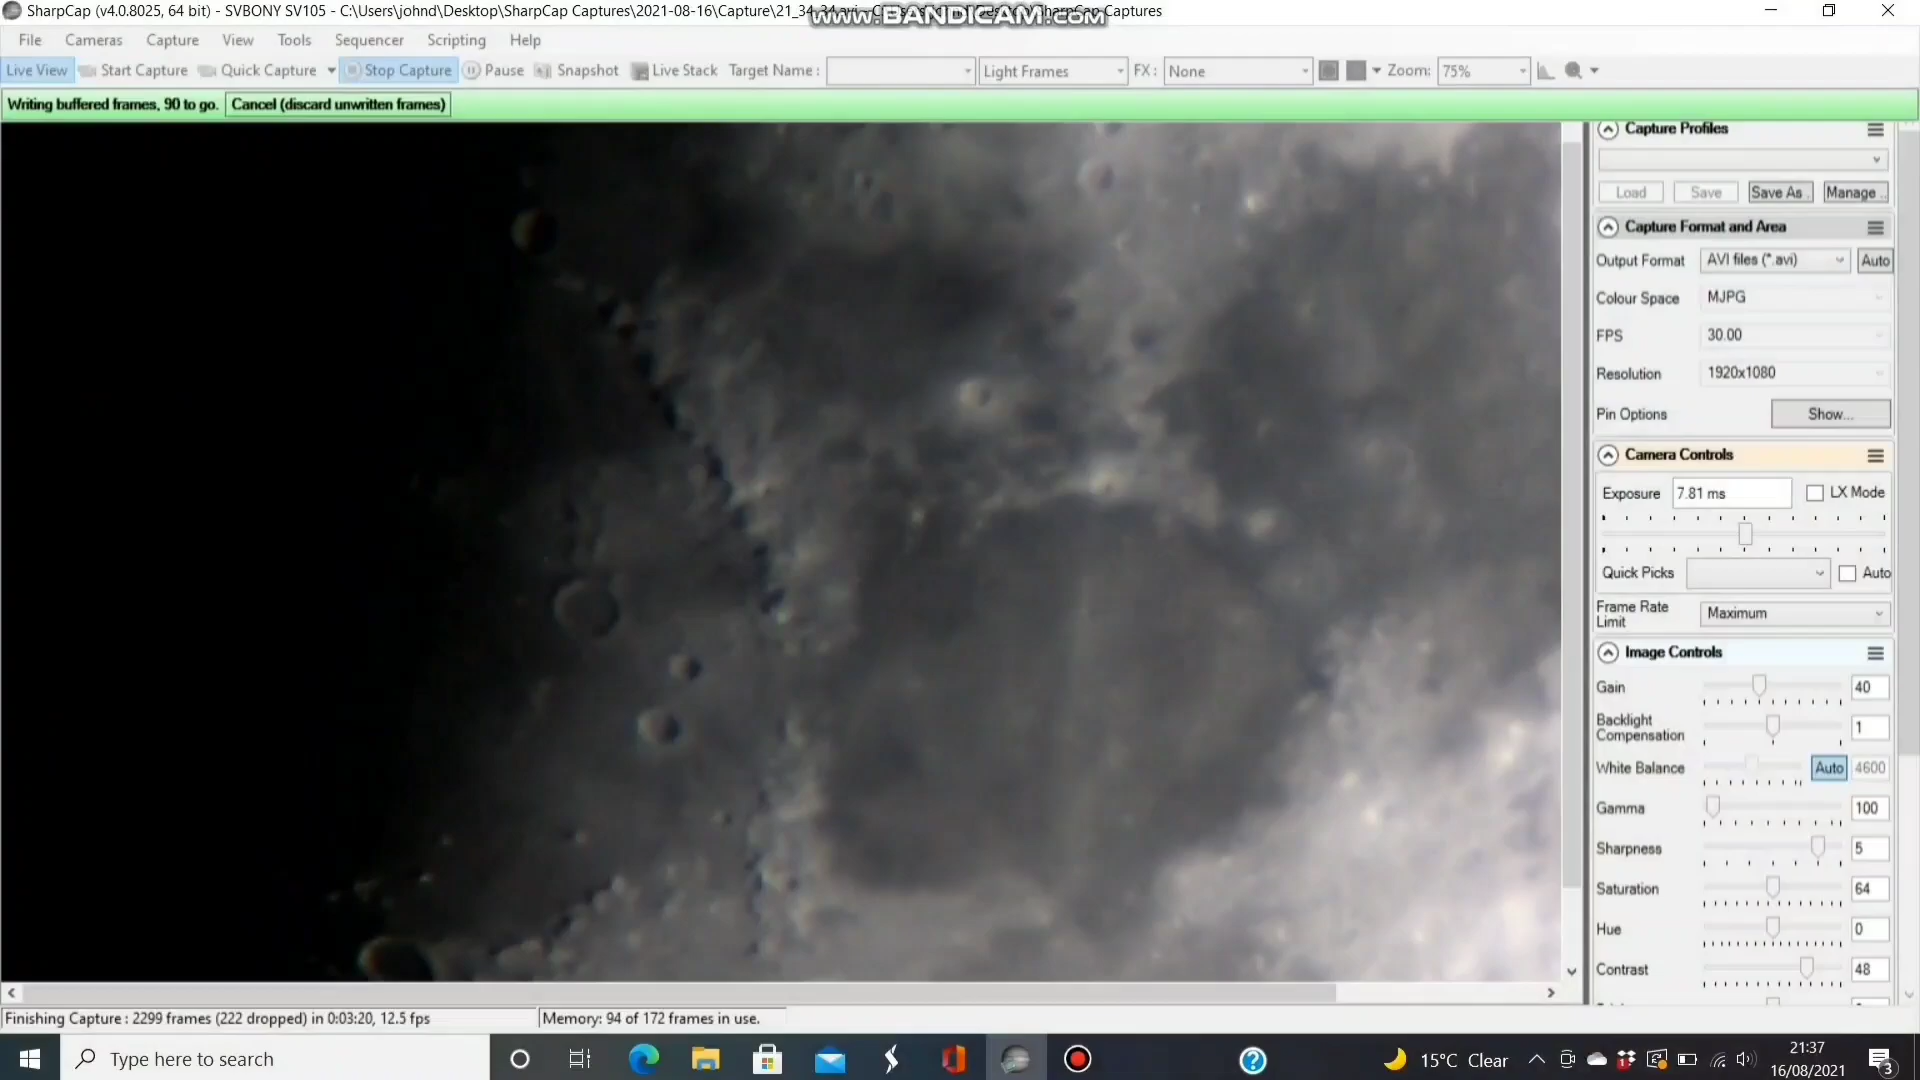 SharpCap (v4.0.8025, 64 bit) - SVBONY SV105 - C:\Users\johnd\Desktop\SharpCap Captures\2021-08-16\Capture\21_34_34.avi - C:\Users\johnd\Desktop\SharpCap Captures
www.BANDICAM.com
File Cameras Capture View Tools Sequencer Scripting Help
Live View Start Capture Quick Capture Stop Capture Pause Snapshot Live Stack Target Name : Light Frames FX : None Zoom: 75%
Writing buffered frames, 90 to go. Cancel (discard unwritten frames)
Capture Profiles
Load Save Save As . Manage ..
Capture Format and Area
Output Format AVI files (*.avi) Auto
Colour Space MJPG
FPS 30.00
Resolution 1920x1080
Pin Options Show...
Camera Controls
Exposure 7.81 ms LX Mode
Quick Picks Auto
Frame Rate Limit Maximum
Image Controls
Gain 40
Backlight Compensation 1
White Balance Auto 4600
Gamma 100
Sharpness 5
Saturation 64
Hue 0
Contrast 48
Finishing Capture : 2299 frames (222 dropped) in 0:03:20, 12.5 fps
Memory: 94 of 172 frames in use.
Type here to search
15°C Clear
21:37
16/08/2021
3